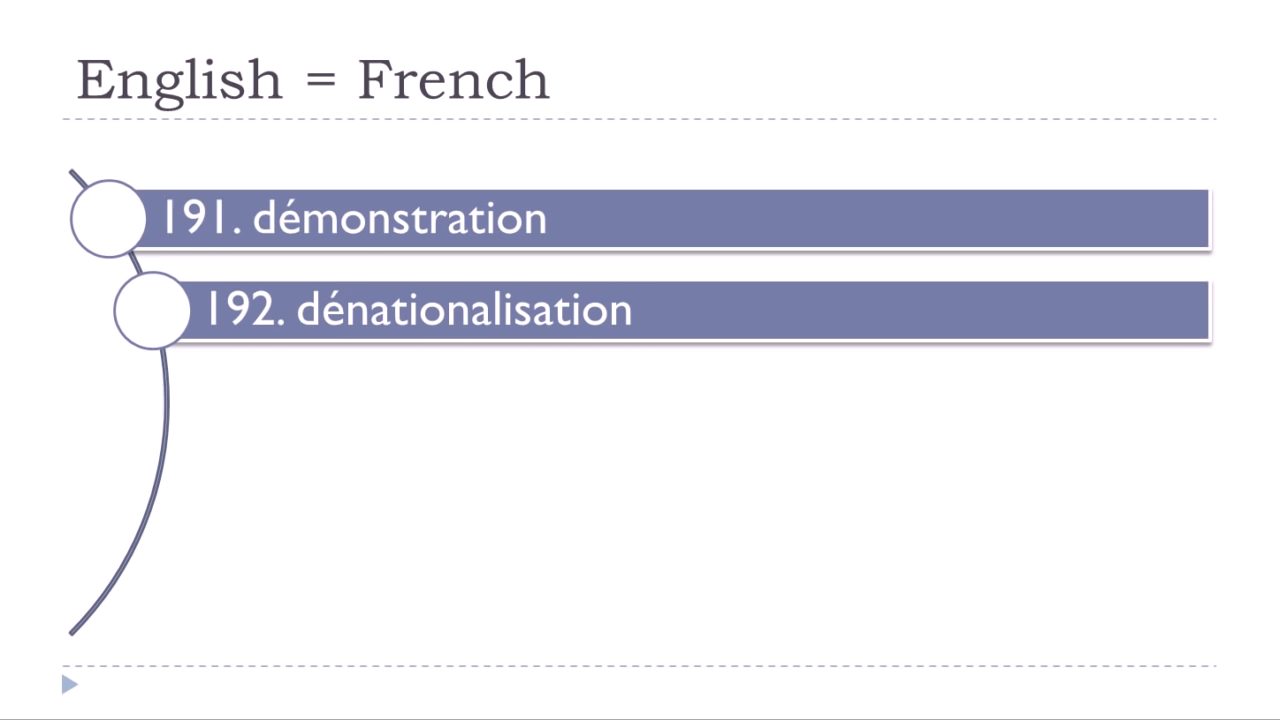 English = French
191. démonstration
192. dénationalisation